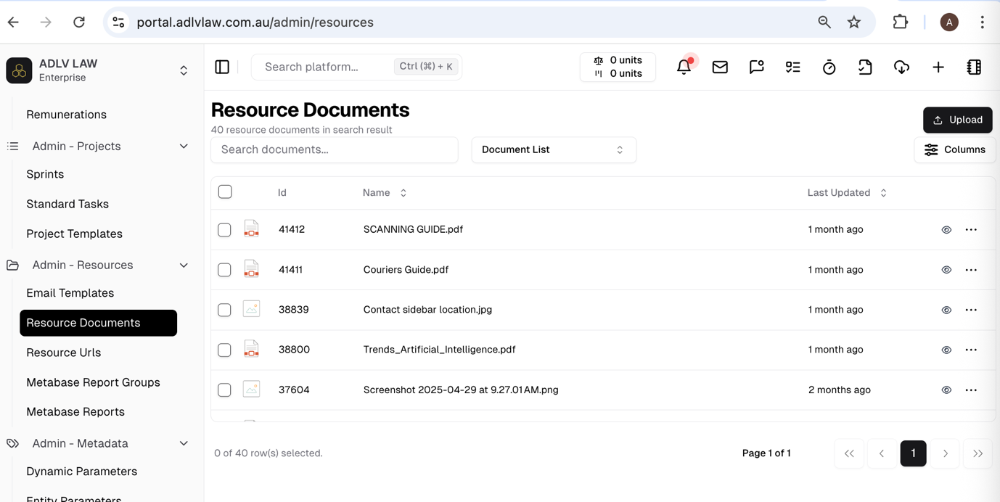 portal.adlvlaw.com.au/admin/resources
A
ADLV LAW
Enterprise
Search platform...
Ctrl (⌘) + K
0 units
0 units
Remunerations
Admin - Projects
Sprints
Standard Tasks
Project Templates
Admin - Resources
Email Templates
Resource Documents
Resource Urls
Metabase Report Groups
Metabase Reports
Admin - Metadata
Dynamic Parameters
Entity Parameters
Resource Documents
40 resource documents in search result
Upload
Search documents...
Document List
Columns
Id Name Last Updated
41412 SCANNING GUIDE.pdf 1 month ago
41411 Couriers Guide.pdf 1 month ago
38839 Contact sidebar location.jpg 1 month ago
38800 Trends_Artificial_Intelligence.pdf 1 month ago
37604 Screenshot 2025-04-29 at 9.27.01 AM.png 2 months ago
0 of 40 row(s) selected.
Page 1 of 1
1